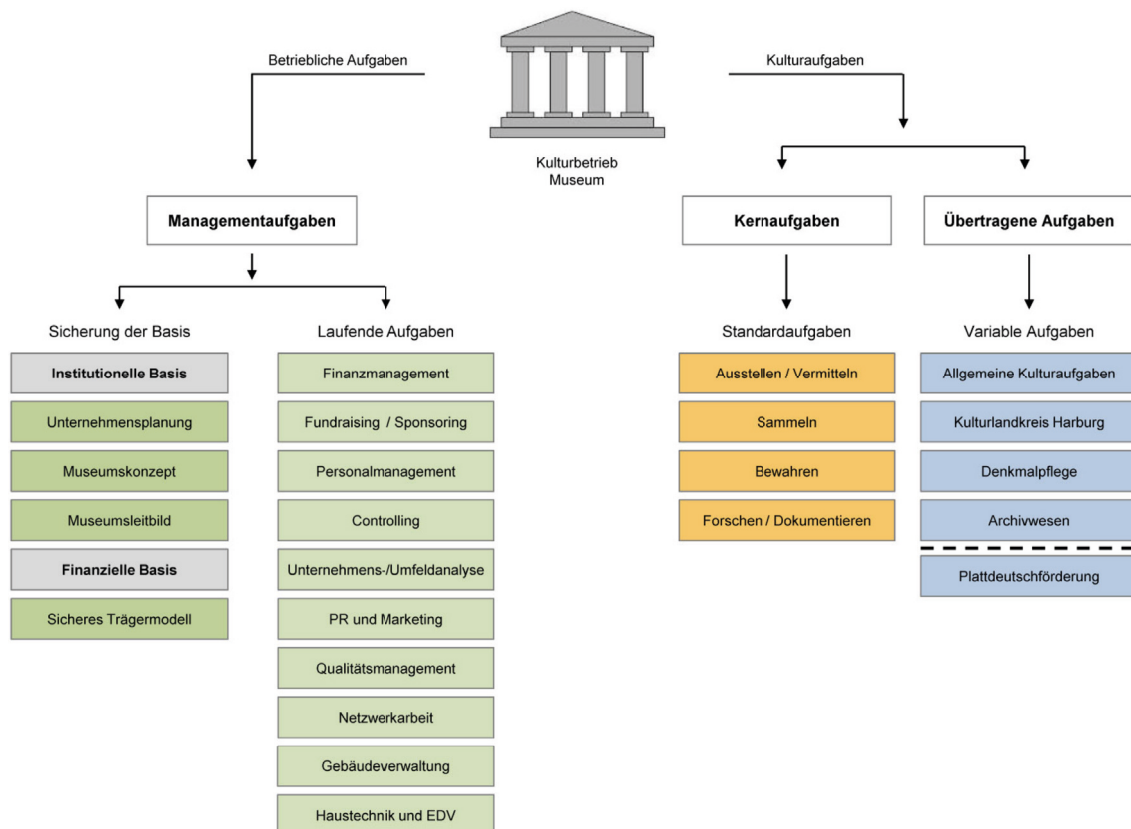 Betriebliche Aufgaben
Kulturaufgaben
Kulturbetrieb
Museum
Managementaufgaben
Kernaufgaben
Übertragene Aufgaben
Sicherung der Basis
Laufende Aufgaben
Standardaufgaben
Variable Aufgaben
Institutionelle Basis
Unternehmensplanung
Museumskonzept
Museumsleitbild
Finanzielle Basis
Sicheres Trägermodell
Finanzmanagement
Fundraising / Sponsoring
Personalmanagement
Controlling
Unternehmens-/Umfeldanalyse
PR und Marketing
Qualitätsmanagement
Netzwerkarbeit
Gebäudeverwaltung
Haustechnik und EDV
Ausstellen / Vermitteln
Sammeln
Bewahren
Forschen / Dokumentieren
Allgemeine Kulturaufgaben
Kulturlandkreis Harburg
Denkmalpflege
Archivwesen
Plattdeutschförderung